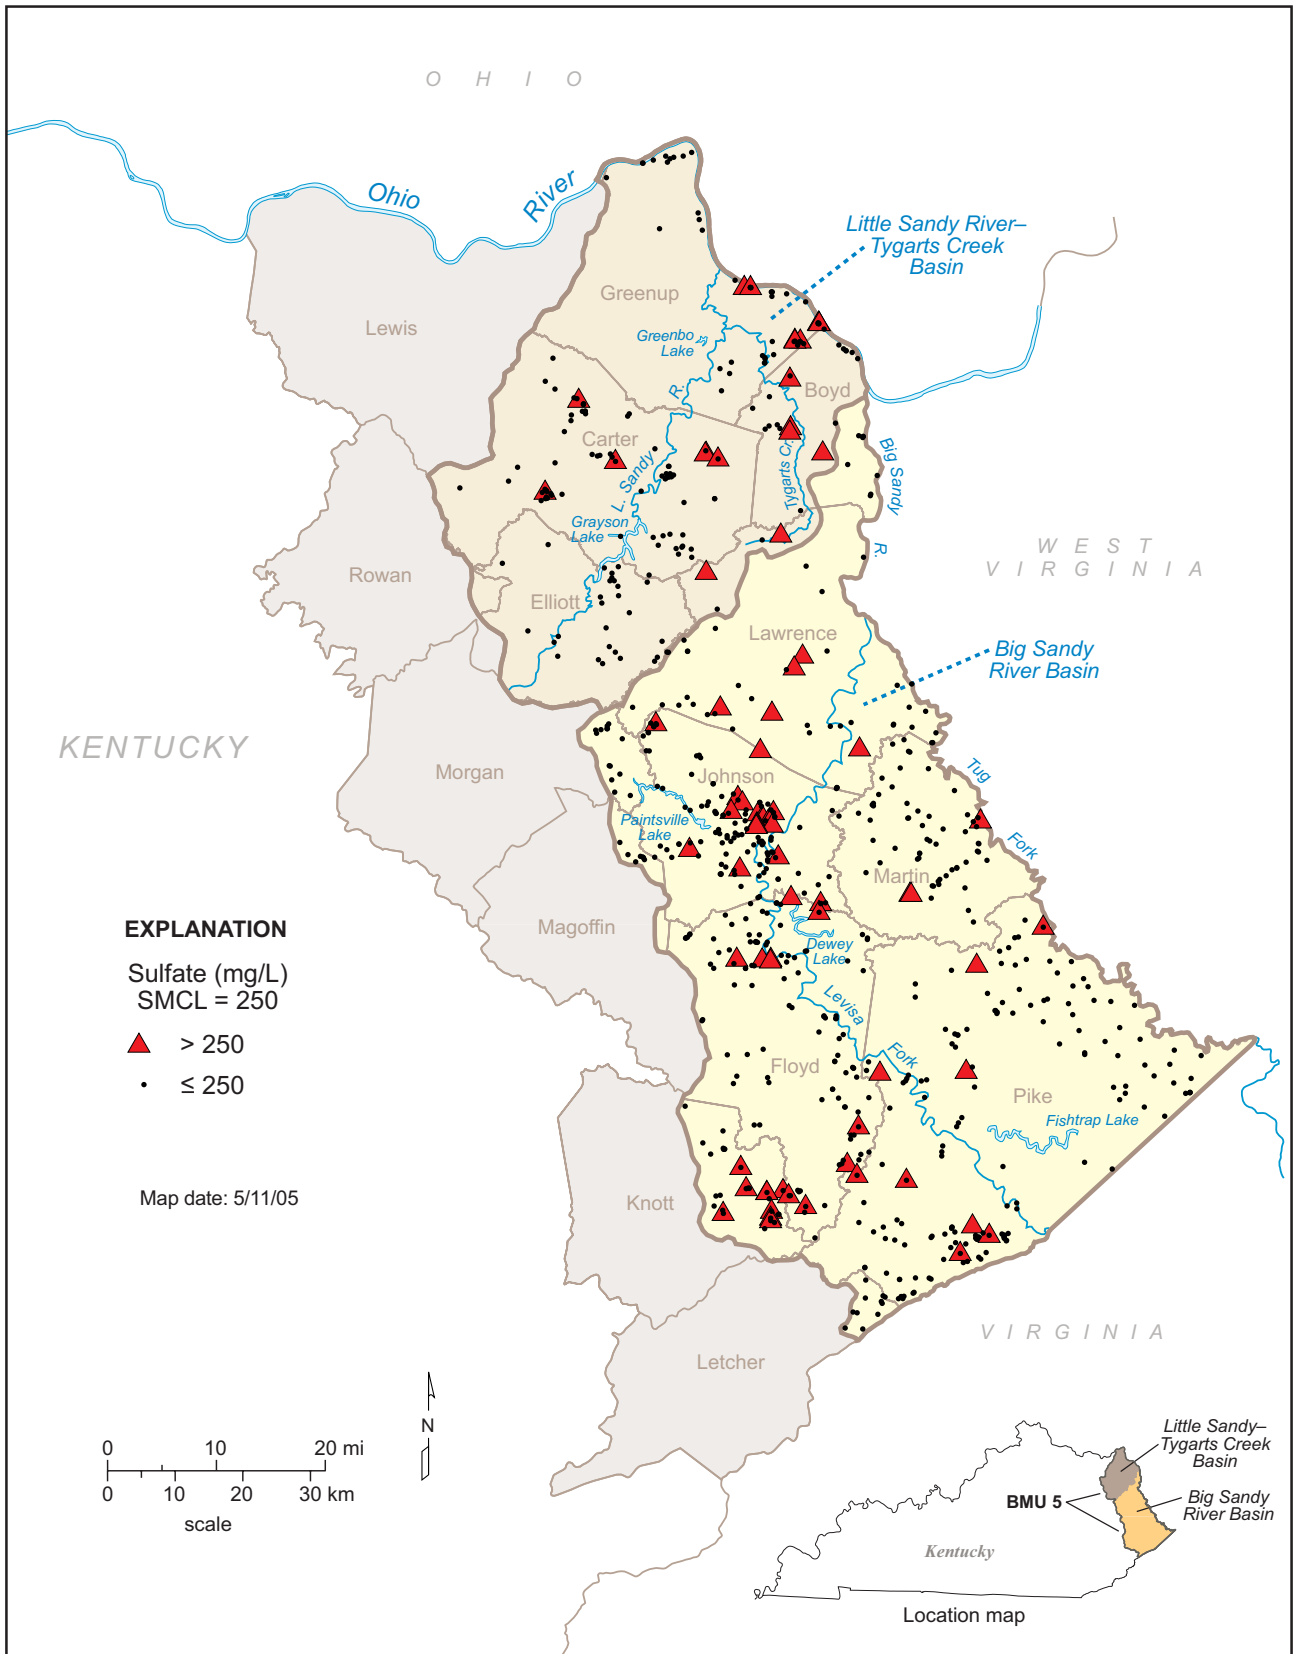 O H I O
Ohio
River
Little Sandy River–
Tygarts Creek
Basin
Greenup
Lewis
Greenbo
Lake
R.
Boyd
Carter
L. Sandy
Tygarts Cr.
Big Sandy
R.
Grayson
Lake
WEST
VIRGINIA
Rowan
Elliott
Lawrence
Big Sandy
River Basin
KENTUCKY
Morgan
Johnson
Tug
Fork
Paintsville
Lake
Martin
Magoffin
Dewey
Lake
Levisa
Fork
Floyd
Pike
Fishtrap Lake
Knott
Letcher
VIRGINIA
EXPLANATION
Sulfate (mg/L)
SMCL = 250
> 250
≤ 250
Map date: 5/11/05
0 10 20 mi
0 10 20 30 km
scale
N
Little Sandy–
Tygarts Creek
Basin
BMU 5
Big Sandy
River Basin
Kentucky
Location map